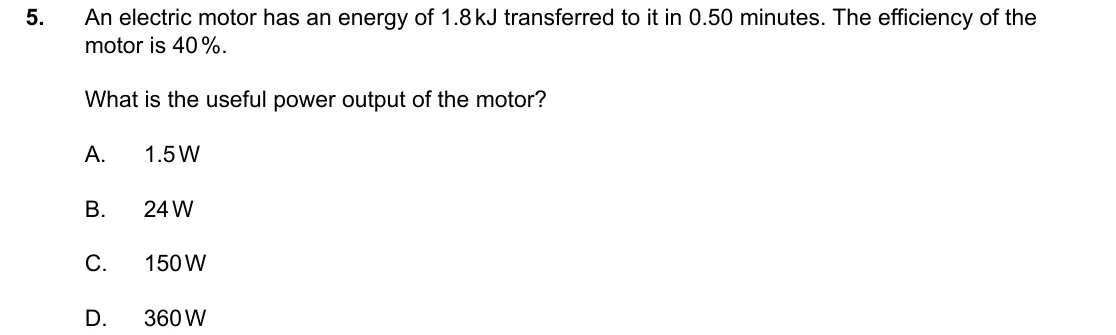 5. An electric motor has an energy of 1.8 kJ transferred to it in 0.50 minutes. The efficiency of the
motor is 40 %.
What is the useful power output of the motor?
A. 1.5 W
B. 24 W
C. 150 W
D. 360 W